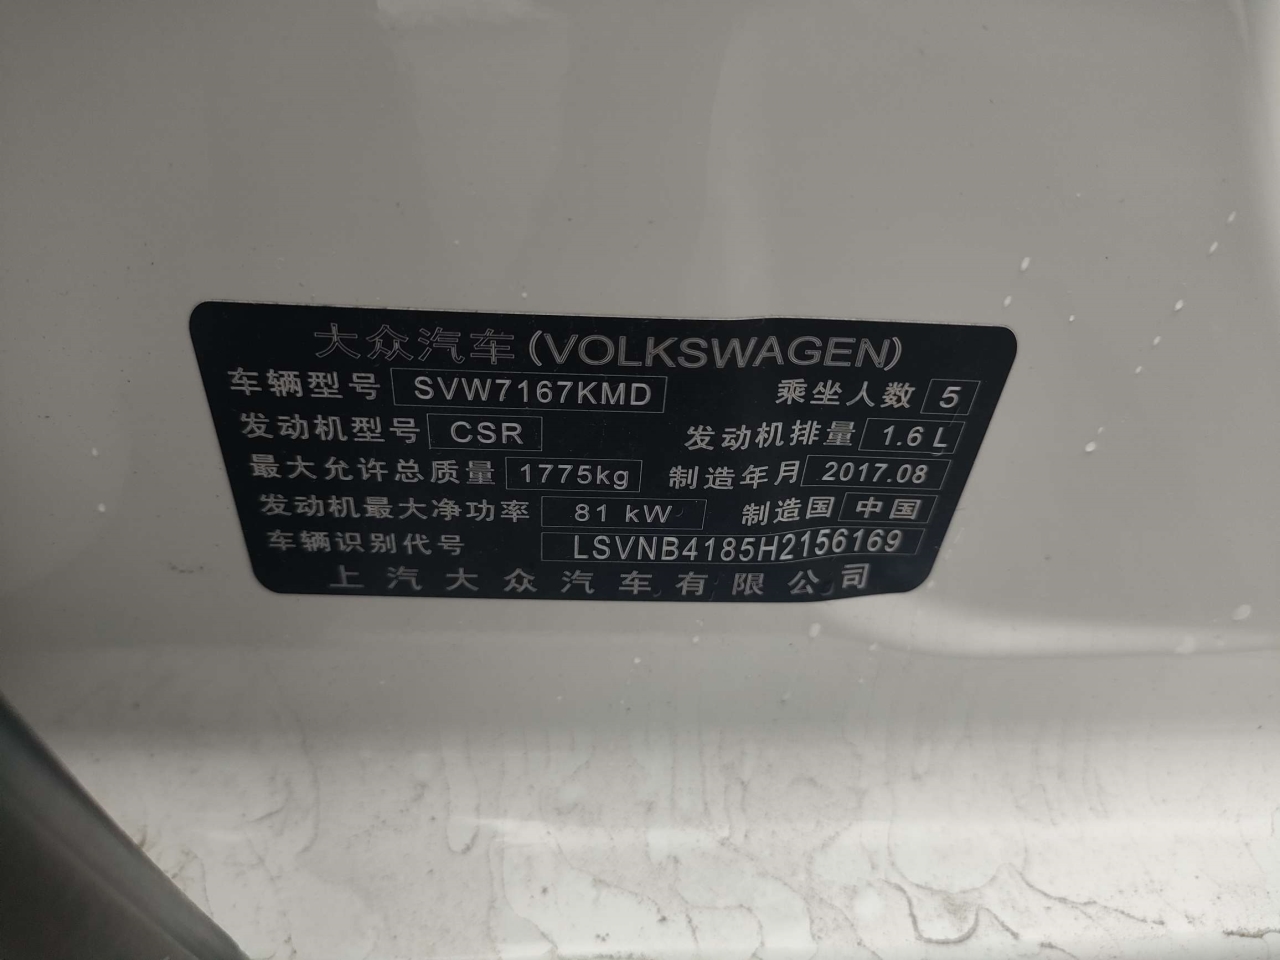 大众汽车(VOLKSWAGEN)
车辆型号 SVW7167KMD 乘坐人数 5
发动机型号 CSR 发动机排量 1.6 L
最大允许总质量 1775kg 制造年月 2017.08
发动机最大净功率 81 kW 制造国 中国
车辆识别代号 LSVNB4185H2156169
上汽大众汽车有限公司